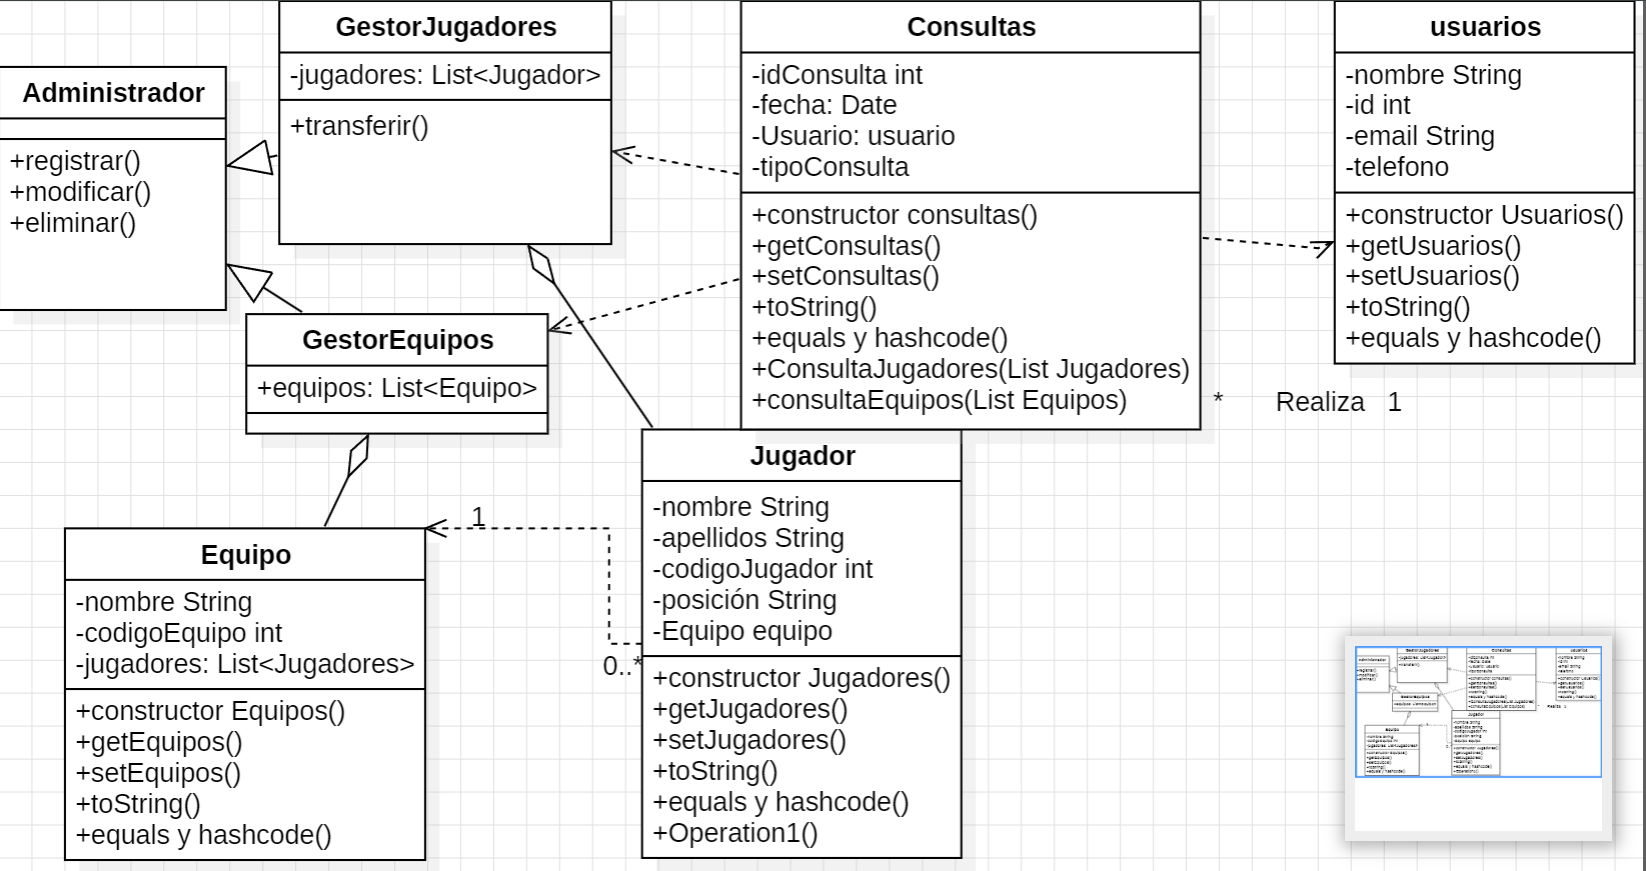 Administrador
+registrar()
+modificar()
+eliminar()
GestorJugadores
-jugadores: List<Jugador>
+transferir()
Consultas
-idConsulta int
-fecha: Date
-Usuario: usuario
-tipoConsulta
+constructor consultas()
+getConsultas()
+setConsultas()
+toString()
+equals y hashcode()
+ConsultaJugadores(List Jugadores)
+consultaEquipos(List Equipos)
usuarios
-nombre String
-id int
-email String
-telefono
+constructor Usuarios()
+getUsuarios()
+setUsuarios()
+toString()
+equals y hashcode()
* Realiza 1
GestorEquipos
+equipos: List<Equipo>
Equipo
-nombre String
-codigoEquipo int
-jugadores: List<Jugadores>
+constructor Equipos()
+getEquipos()
+setEquipos()
+toString()
+equals y hashcode()
1
0..*
Jugador
-nombre String
-apellidos String
-codigoJugador int
-posición String
-Equipo equipo
+constructor Jugadores()
+getJugadores()
+setJugadores()
+toString()
+equals y hashcode()
+Operation1()